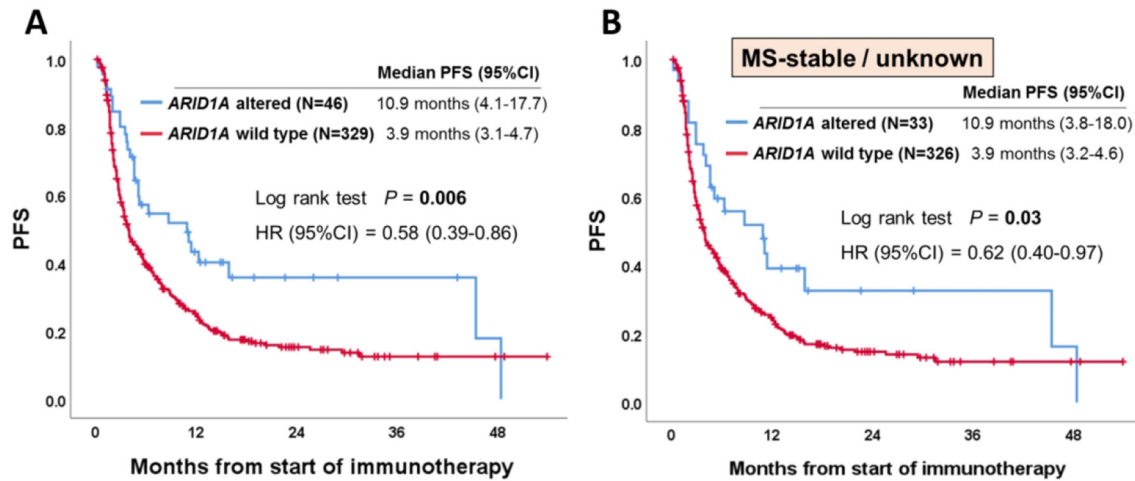 A
Median PFS (95%CI)
ARID1A altered (N=46) 10.9 months (4.1-17.7)
ARID1A wild type (N=329) 3.9 months (3.1-4.7)
Log rank test P = 0.006
HR (95%CI) = 0.58 (0.39-0.86)
PFS
1.0
0.8
0.6
0.4
0.2
0.0
0 12 24 36 48
Months from start of immunotherapy
B
MS-stable / unknown
Median PFS (95%CI)
ARID1A altered (N=33) 10.9 months (3.8-18.0)
ARID1A wild type (N=326) 3.9 months (3.2-4.6)
Log rank test P = 0.03
HR (95%CI) = 0.62 (0.40-0.97)
PFS
1.0
0.8
0.6
0.4
0.2
0.0
0 12 24 36 48
Months from start of immunotherapy